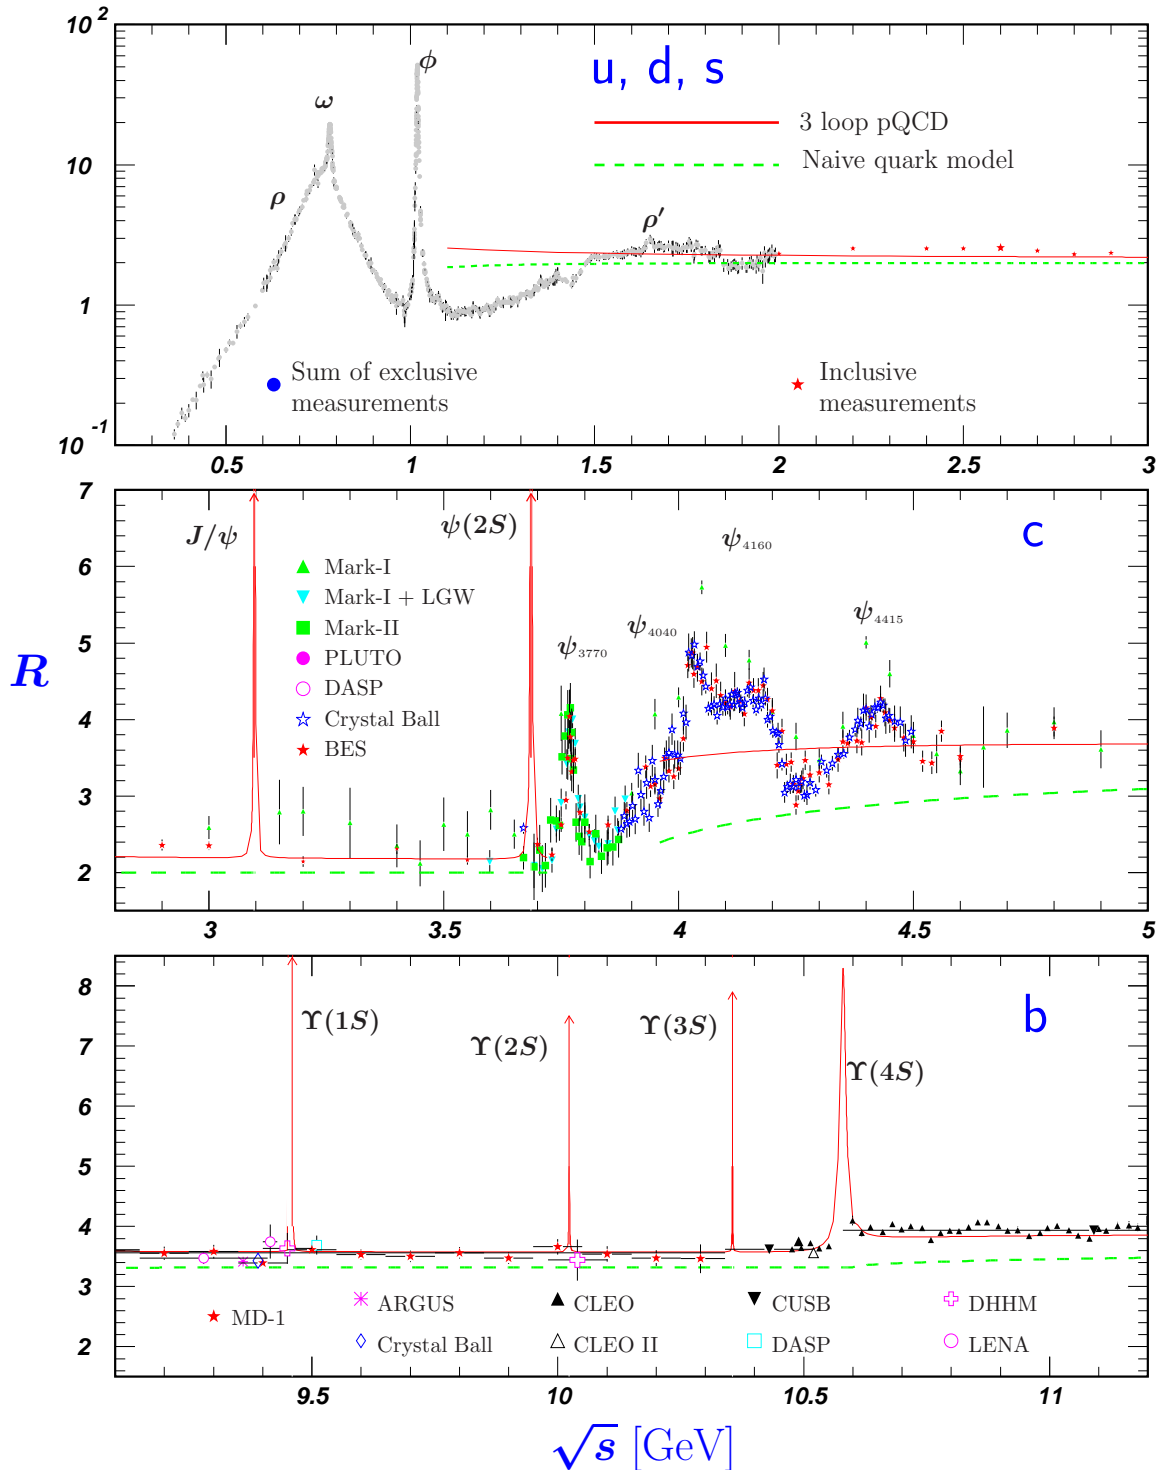 10 2
10
1
10 -1
ρ
ω
ϕ
u, d, s
3 loop pQCD
Naive quark model
ρ′
Sum of exclusive
measurements
Inclusive
measurements
0.5 1 1.5 2 2.5 3
R
7
6
5
4
3
2
J/ψ
ψ(2S)
c
Mark-I
Mark-I + LGW
Mark-II
PLUTO
DASP
Crystal Ball
BES
ψ3770
ψ4040
ψ4160
ψ4415
3 3.5 4 4.5 5
8
7
6
5
4
3
2
Υ(1S)
Υ(2S)
Υ(3S)
Υ(4S)
b
MD-1
ARGUS
Crystal Ball
CLEO
CLEO II
CUSB
DASP
DHHM
LENA
9.5 10 10.5 11
√s [GeV]